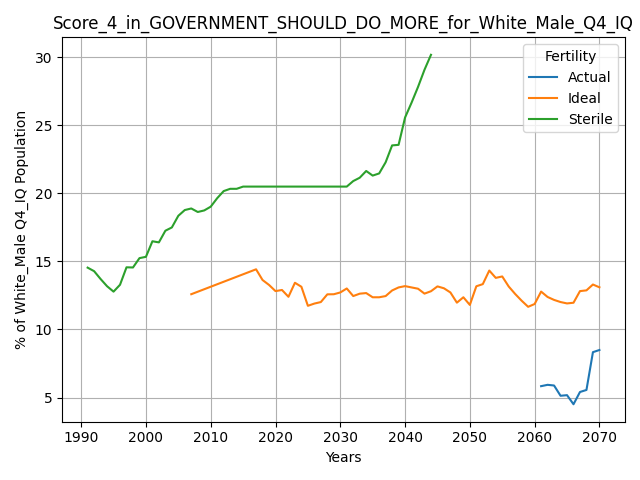 Score_4_in_GOVERNMENT_SHOULD_DO_MORE_for_White_Male_Q4_IQ
Fertility
Actual
Ideal
Sterile
% of White_Male Q4_IQ Population
30
25
20
15
10
5
1990 2000 2010 2020 2030 2040 2050 2060 2070
Years